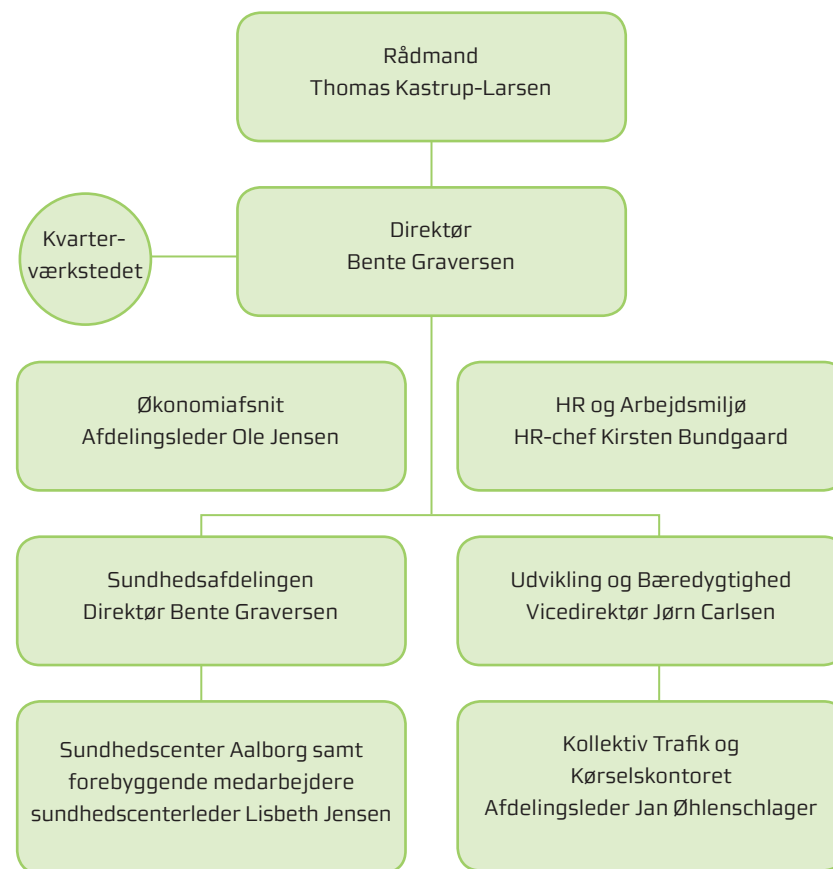 Rådmand
Thomas Kastrup-Larsen
Direktør
Bente Graversen
Kvarter-
værkstedet
Økonomiafsnit
Afdelingsleder Ole Jensen
HR og Arbejdsmiljø
HR-chef Kirsten Bundgaard
Sundhedsafdelingen
Direktør Bente Graversen
Udvikling og Bæredygtighed
Vicedirektør Jørn Carlsen
Sundhedscenter Aalborg samt
forebyggende medarbejdere
sundhedscenterleder Lisbeth Jensen
Kollektiv Trafik og
Kørselskontoret
Afdelingsleder Jan Øhlenschlager